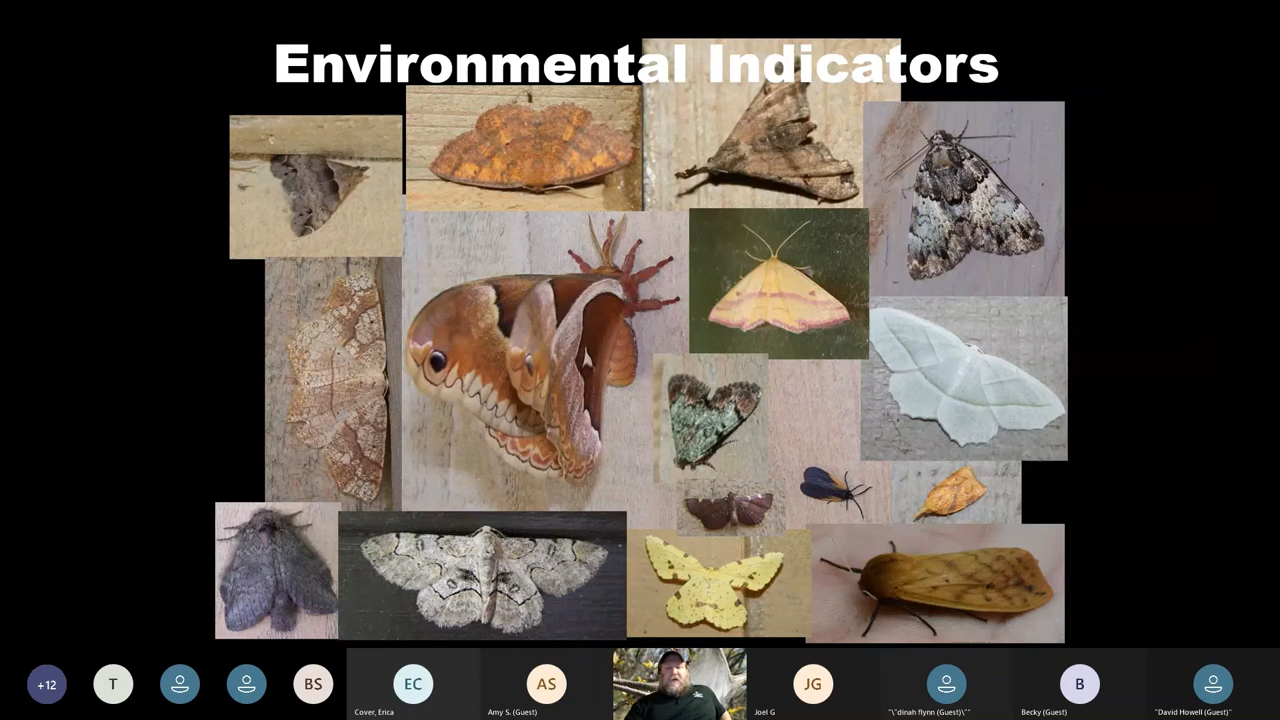 Environmental Indicators
+12
T
BS
EC
AS
JG
B
Cover, Erica
Amy S. (Guest)
Joel G
"\"dinah flynn (Guest)\""
Becky (Guest)
"David Howell (Guest)"